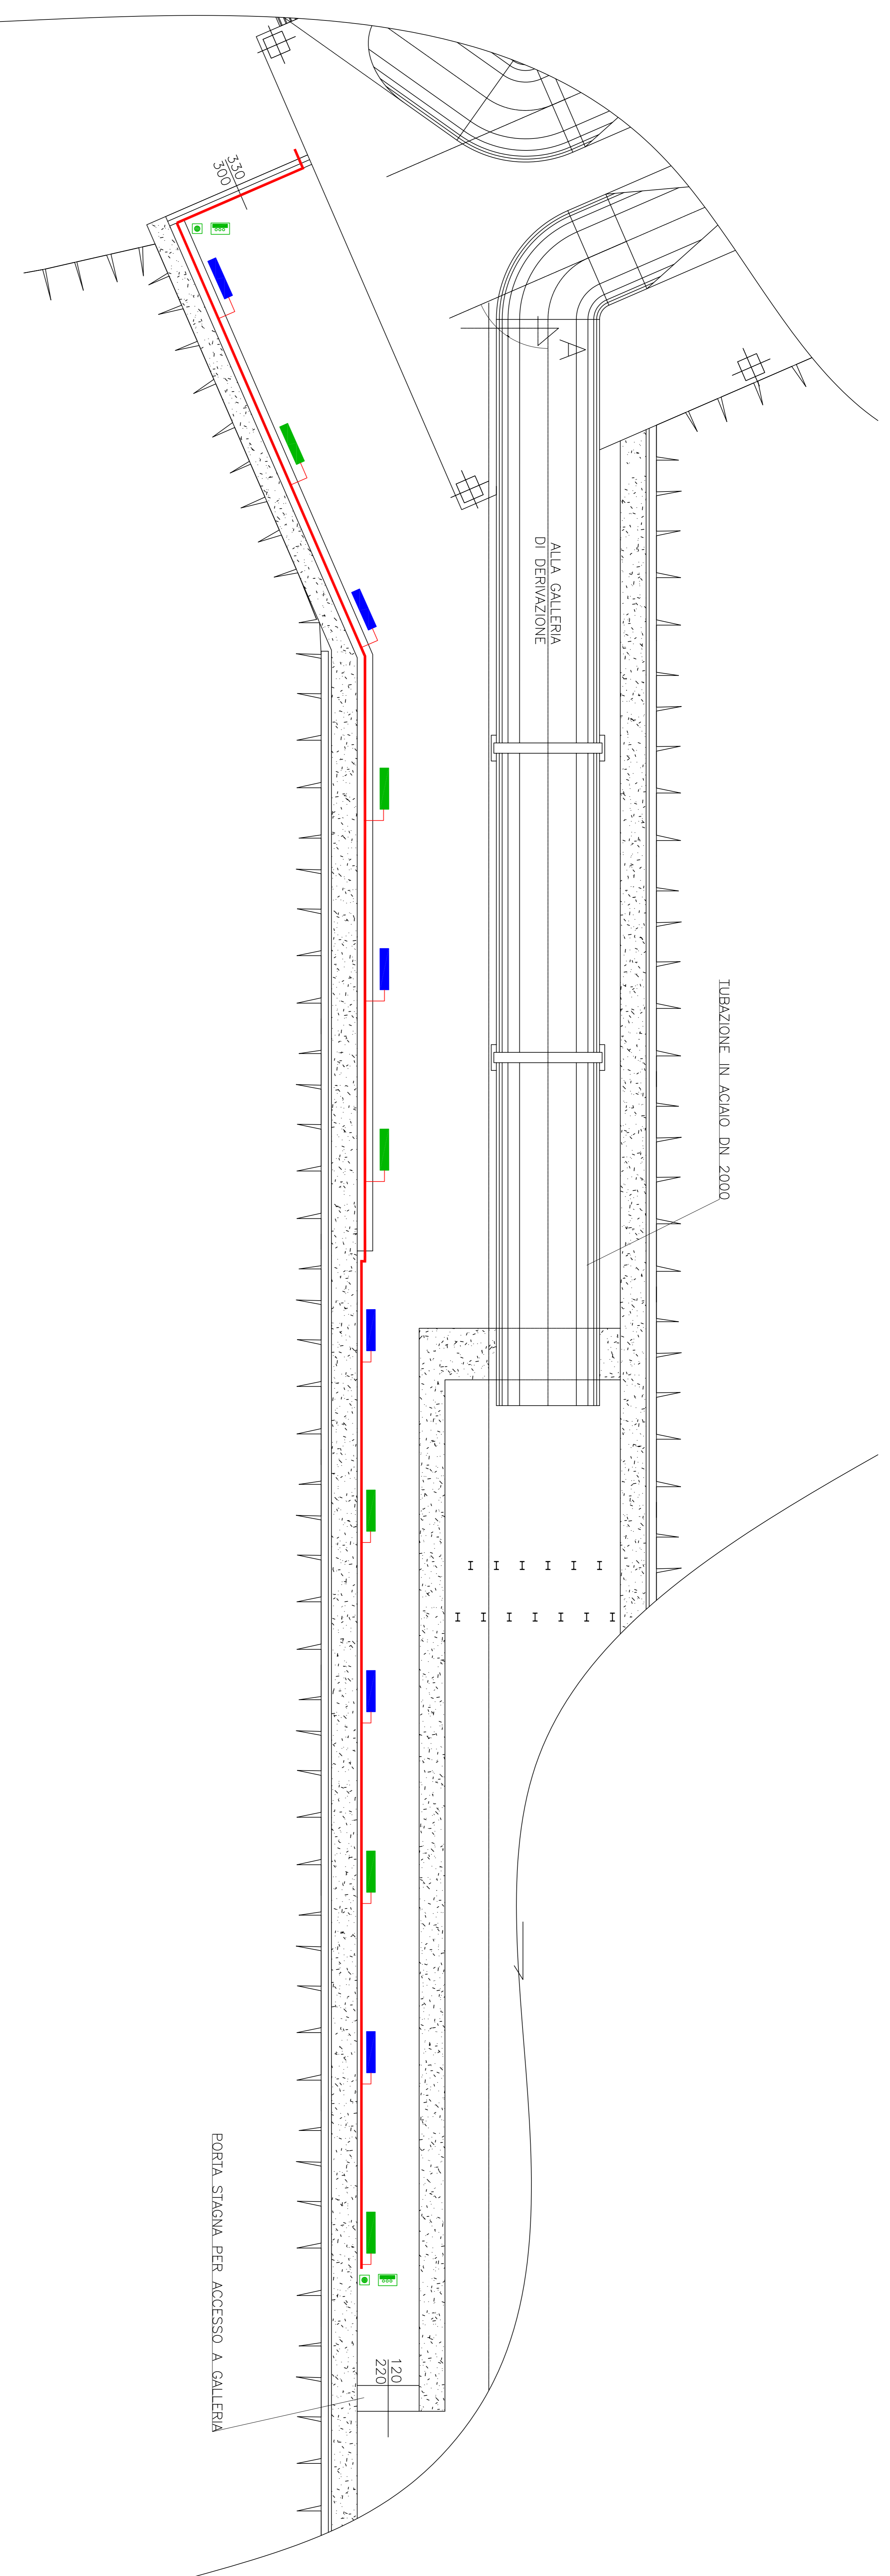 330
300
A
ALLA GALLERIA
DI DERIVAZIONE
TUBAZIONE IN ACIAIO DN 2000
120
220
PORTA STAGNA PER ACCESSO A GALLERIA